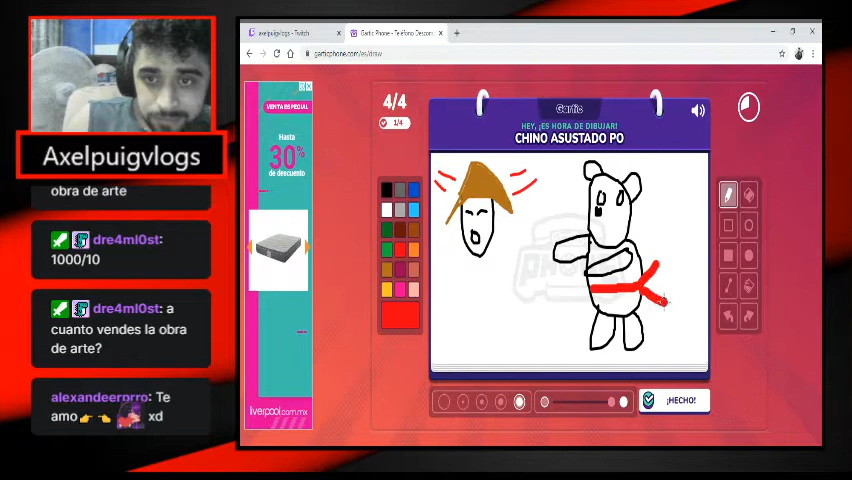 Axelpuigvlogs
obra de arte
dre4ml0st:
1000/10
dre4ml0st: a
cuanto vendes la obra
de arte?
alexandeerprro: Te
amo👉👈 xd
axelpuigvlogs - Twitch
Gartic Phone - Teléfono Descom
garticphone.com/es/draw
VENTA ESPECIAL
Hasta
30%
de descuento
liverpool.com.mx
4/4
1/4
Gartic
HEY, ¡ES HORA DE DIBUJAR!
CHINO ASUSTADO PO
PHONE
¡HECHO!